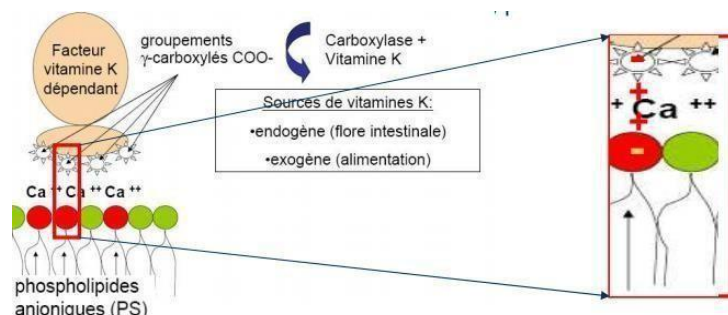 Facteur
vitamine K
dépendant
groupements
γ-carboxylés COO-
Carboxylase +
Vitamine K
Sources de vitamines K:
•endogène (flore intestinale)
•exogène (alimentation)
Ca ++ Ca ++ Ca ++
phospholipides
anioniques (PS)
+ Ca ++